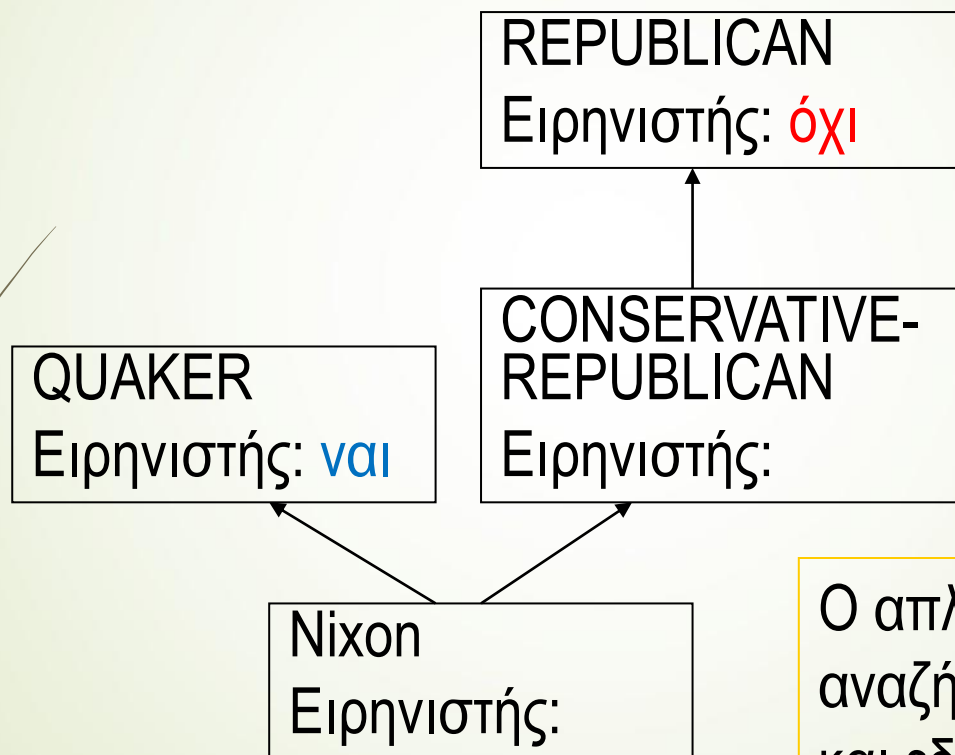 REPUBLICAN
Ειρηνιστής: όχι
CONSERVATIVE-
REPUBLICAN
Ειρηνιστής:
QUAKER
Ειρηνιστής: ναι
Nixon
Ειρηνιστής:
Ο